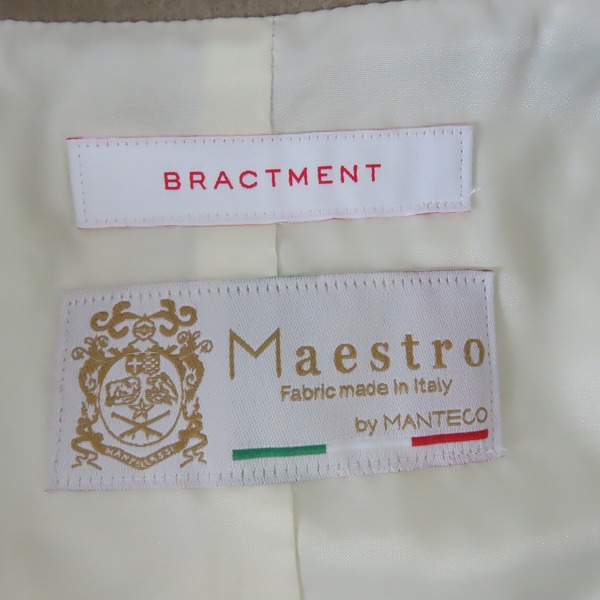 BRACTMENT
Maestro
Fabric made in Italy
by MANTECO